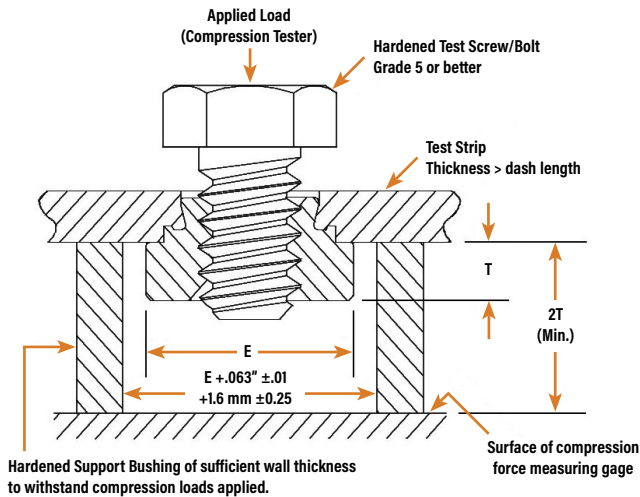 Applied Load
(Compression Tester)
Hardened Test Screw/Bolt
Grade 5 or better
Test Strip
Thickness > dash length
T
2T
(Min.)
E
E +.063" ±.01
+1.6 mm ±0.25
Hardened Support Bushing of sufficient wall thickness
to withstand compression loads applied.
Surface of compression
force measuring gage